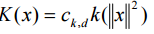 K(x) = c_{k,d} k(‖x‖²)